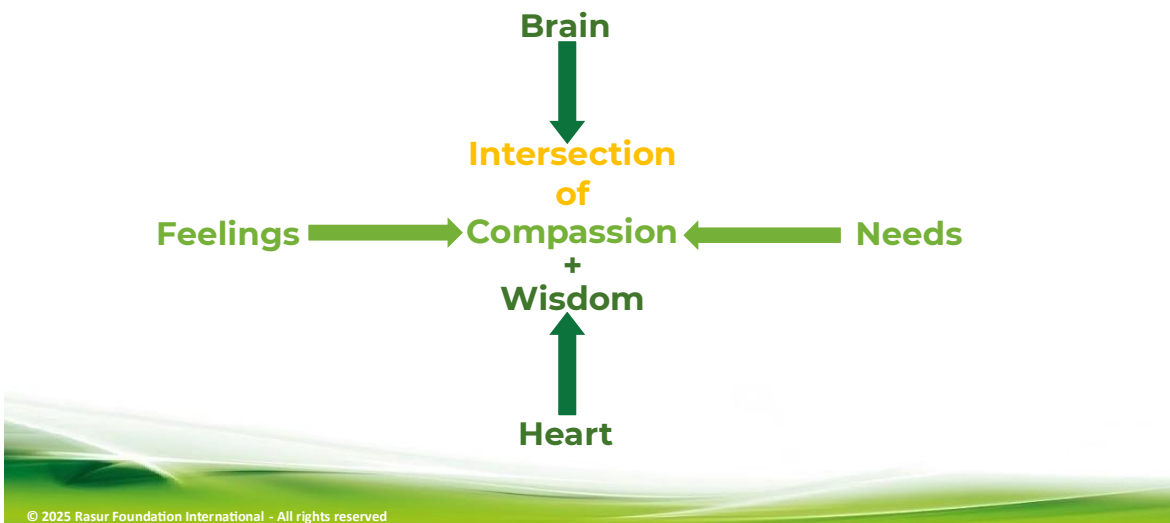 Brain
Intersection
of
Feelings Compassion Needs
+
Wisdom
Heart
© 2025 Rasur Foundation International - All rights reserved